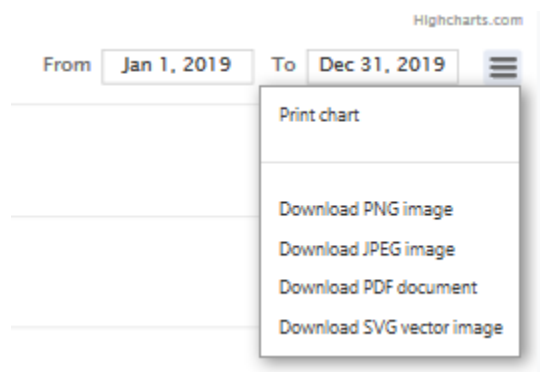 Highcharts.com
From Jan 1, 2019 To Dec 31, 2019
Print chart
Download PNG image
Download JPEG image
Download PDF document
Download SVG vector image